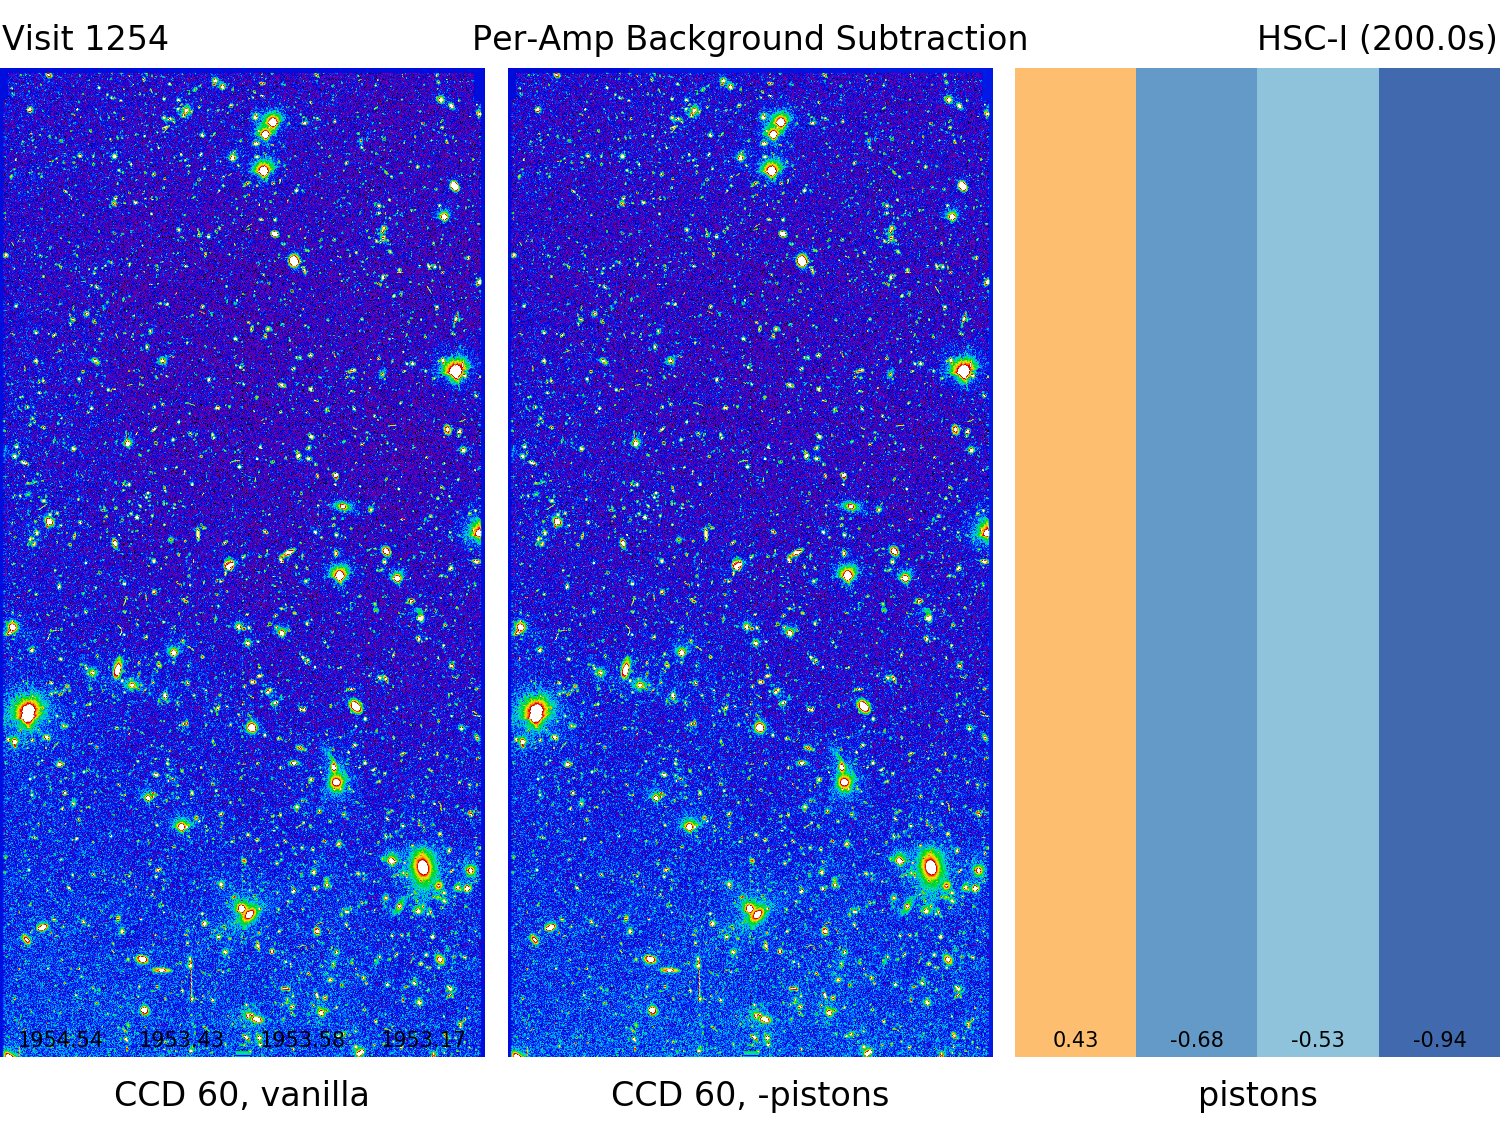 Visit 1254 Per-Amp Background Subtraction HSC-I (200.0s)
1954.54 1953.43 1953.58 1953.17 0.43 -0.68 -0.53 -0.94
CCD 60, vanilla CCD 60, -pistons pistons